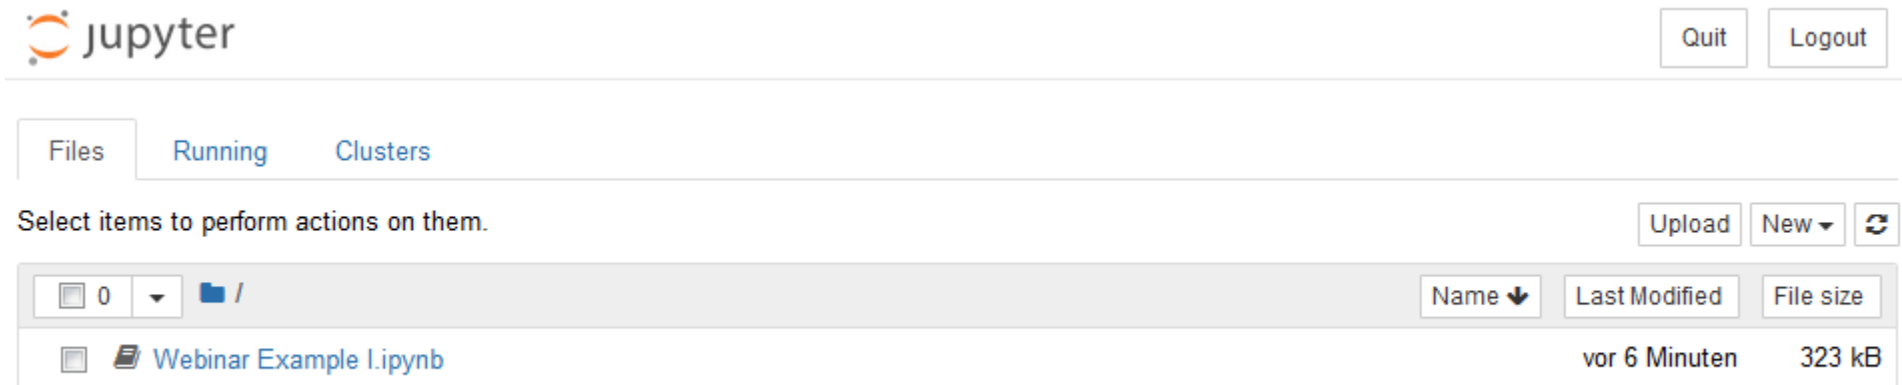 jupyter Quit Logout
Files Running Clusters
Select items to perform actions on them. Upload New
0 / Name Last Modified File size
Webinar Example I.ipynb vor 6 Minuten 323 kB